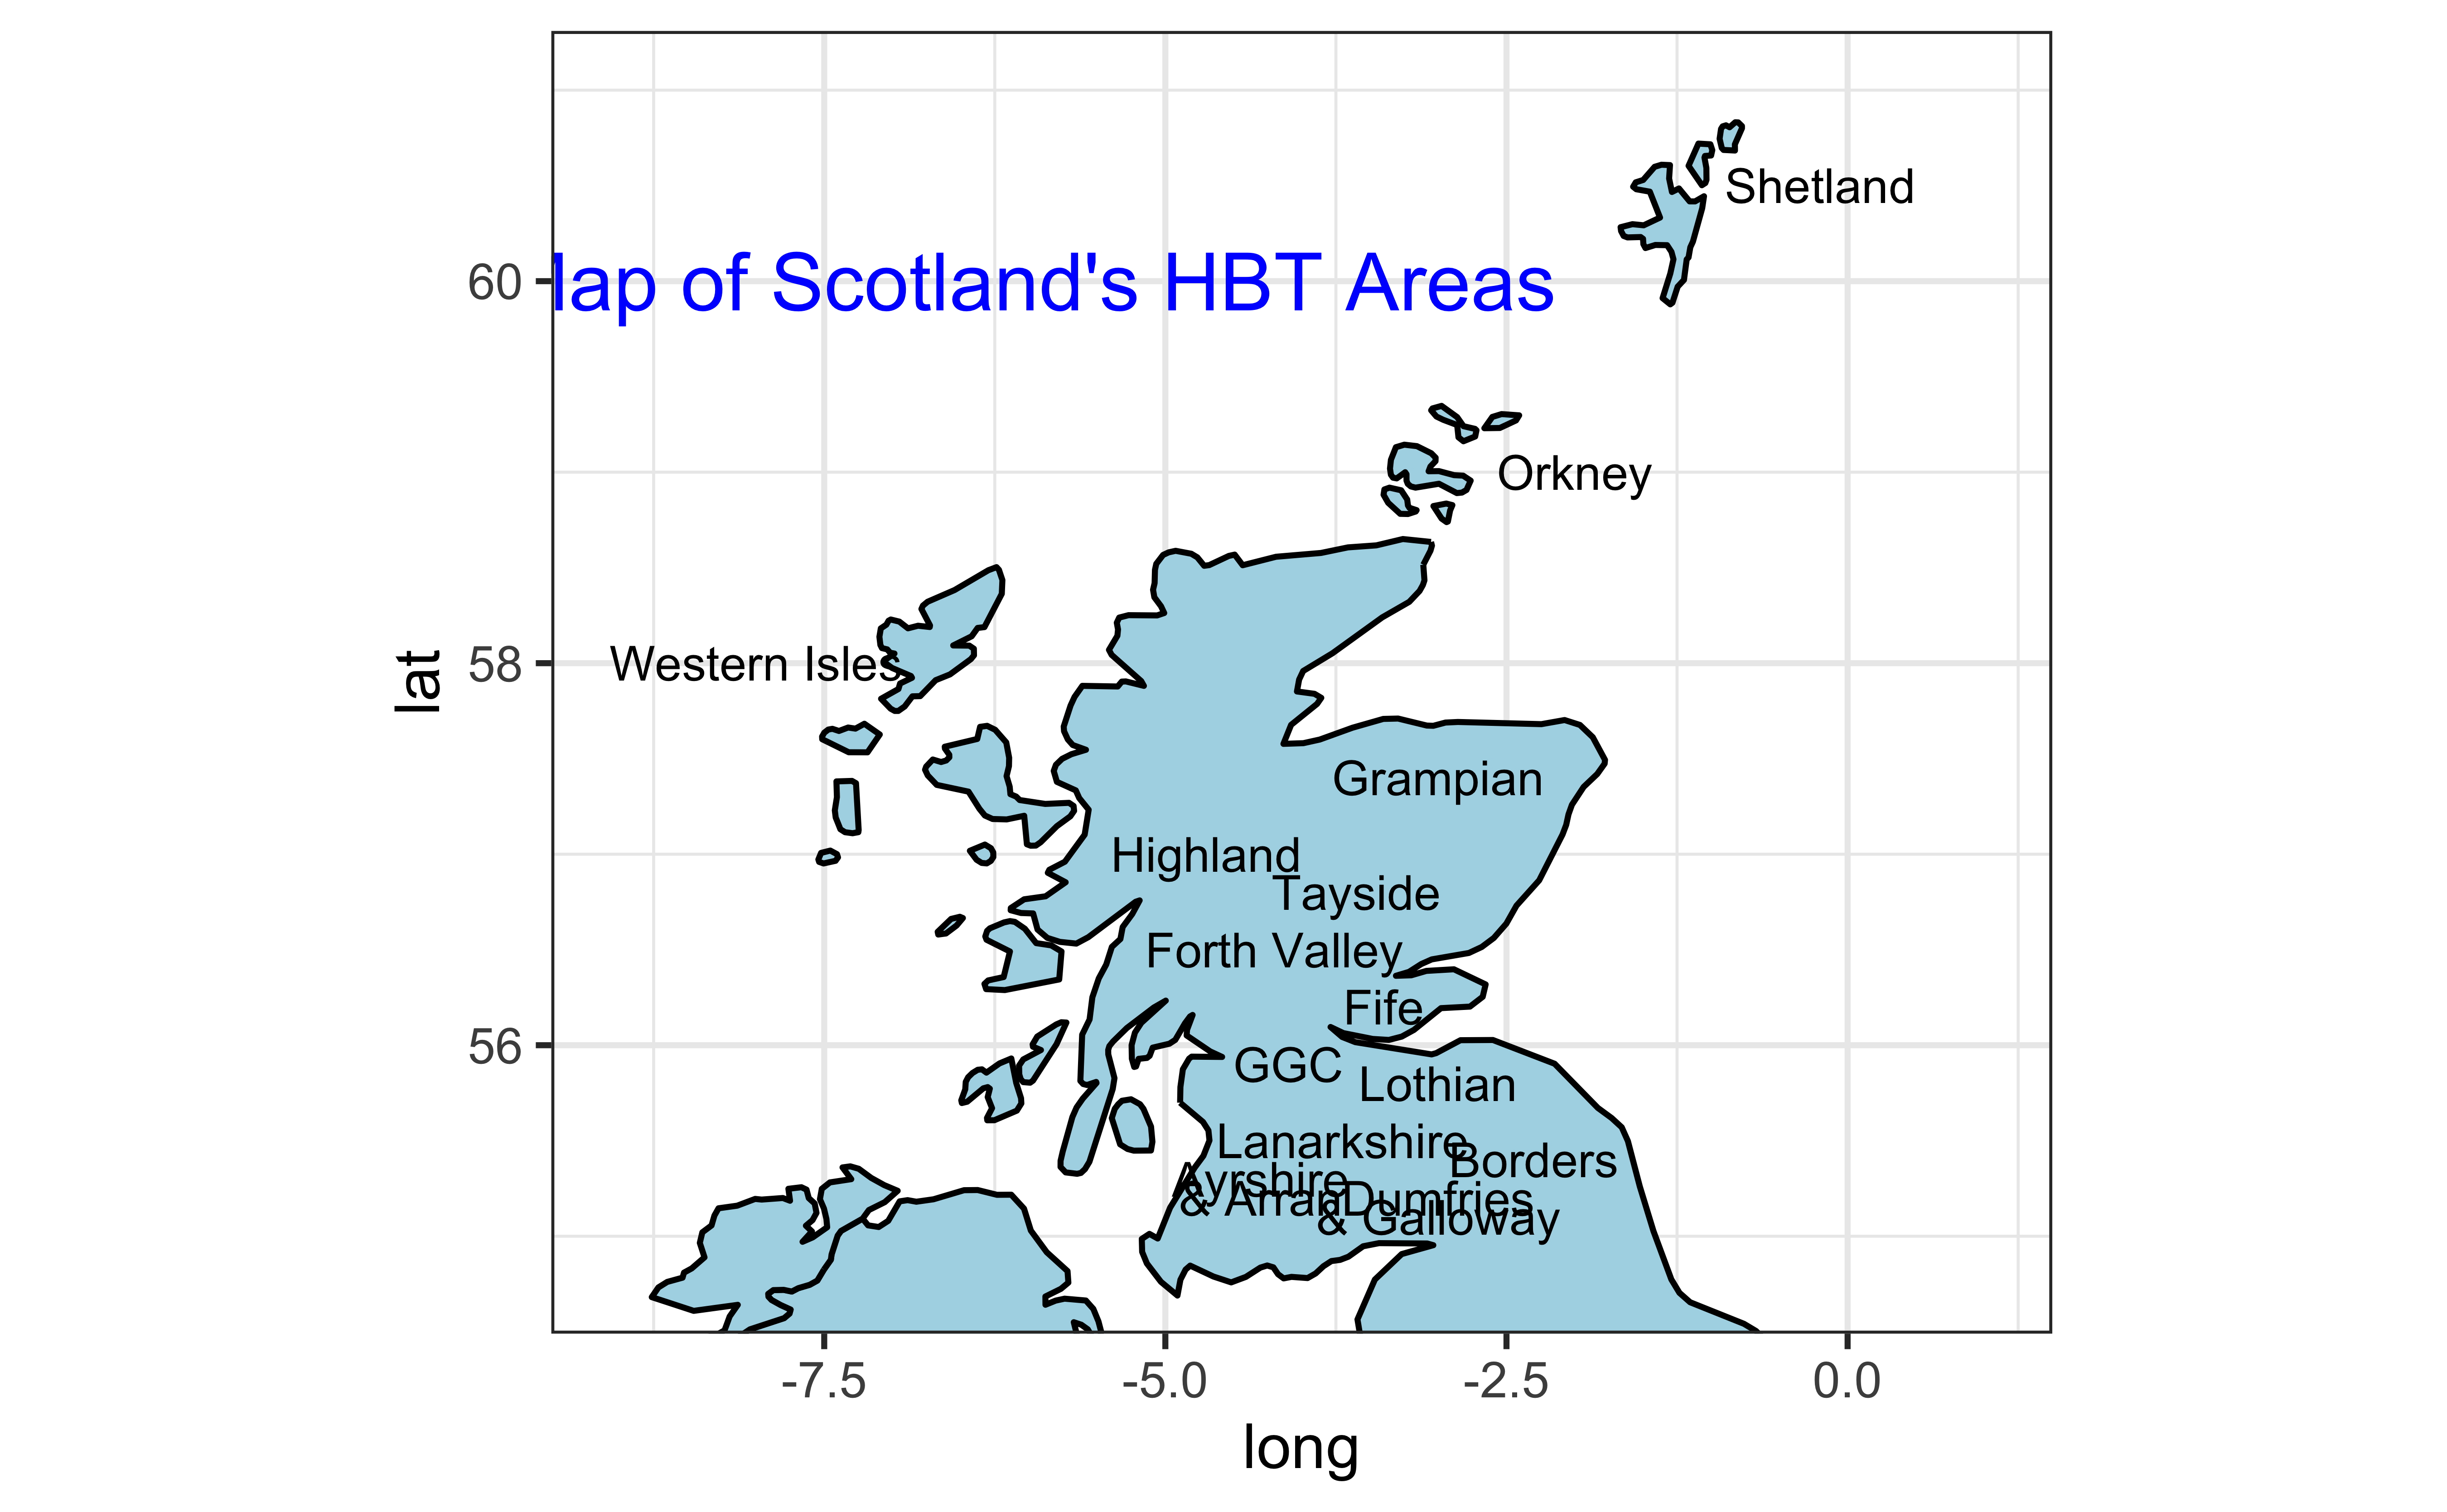 Shetland
60
lap of Scotland's HBT Areas
Orkney
Western Isles
58
lat
Grampian
Highland
Tayside
Forth Valley
Fife
56
GGC
Lothian
Lanarkshire
Borders
Ayrshire
& Arran
Dumfries
& Galloway
-7.5
-5.0
-2.5
0.0
long